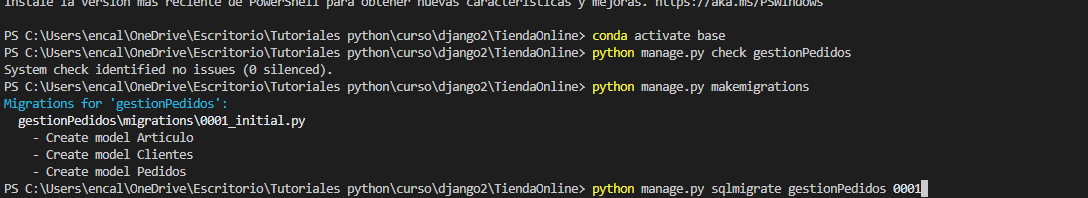 Instale la versión más reciente de PowerShell para obtener nuevas características y mejoras. https://aka.ms/PSWindows
PS C:\Users\encal\OneDrive\Escritorio\Tutoriales python\curso\django2\TiendaOnline> conda activate base
PS C:\Users\encal\OneDrive\Escritorio\Tutoriales python\curso\django2\TiendaOnline> python manage.py check gestionPedidos
System check identified no issues (0 silenced).
PS C:\Users\encal\OneDrive\Escritorio\Tutoriales python\curso\django2\TiendaOnline> python manage.py makemigrations
Migrations for 'gestionPedidos':
  gestionPedidos\migrations\0001_initial.py
    - Create model Articulo
    - Create model Clientes
    - Create model Pedidos
PS C:\Users\encal\OneDrive\Escritorio\Tutoriales python\curso\django2\TiendaOnline> python manage.py sqlmigrate gestionPedidos 0001